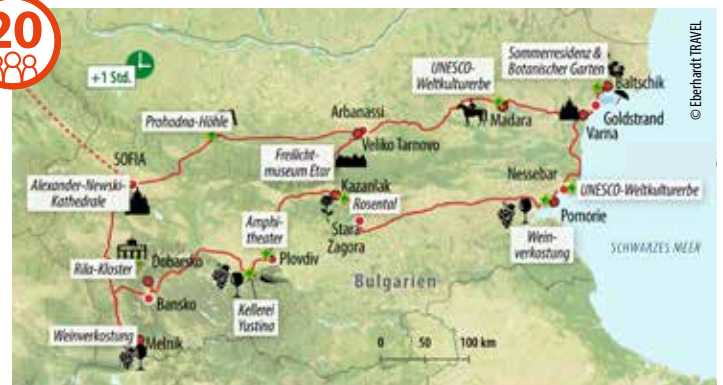 20
+1 Std.
© Eberhardt TRAVEL
UNESCO-
Weltkulturerbe
Sommerresidenz &
Botanischer Garten
Baltschik
Goldstrand
Varna
Madara
Arbanassi
Veliko Tarnovo
Prohodna-Höhle
Freilicht-
museum Etar
SOFIA
Alexander-Newski-
Kathedrale
Nessebar
UNESCO-Weltkulturerbe
Pomorie
Wein-
verkostung
SCHWARZES MEER
Kazanlak
Rosental
Stara
Zagora
Amphi-
theater
Plovdiv
Bulgarien
Rila-Kloster
Dobarsko
Bansko
Kellerei
Yustina
Weinverkostung
Melnik
0 50 100 km